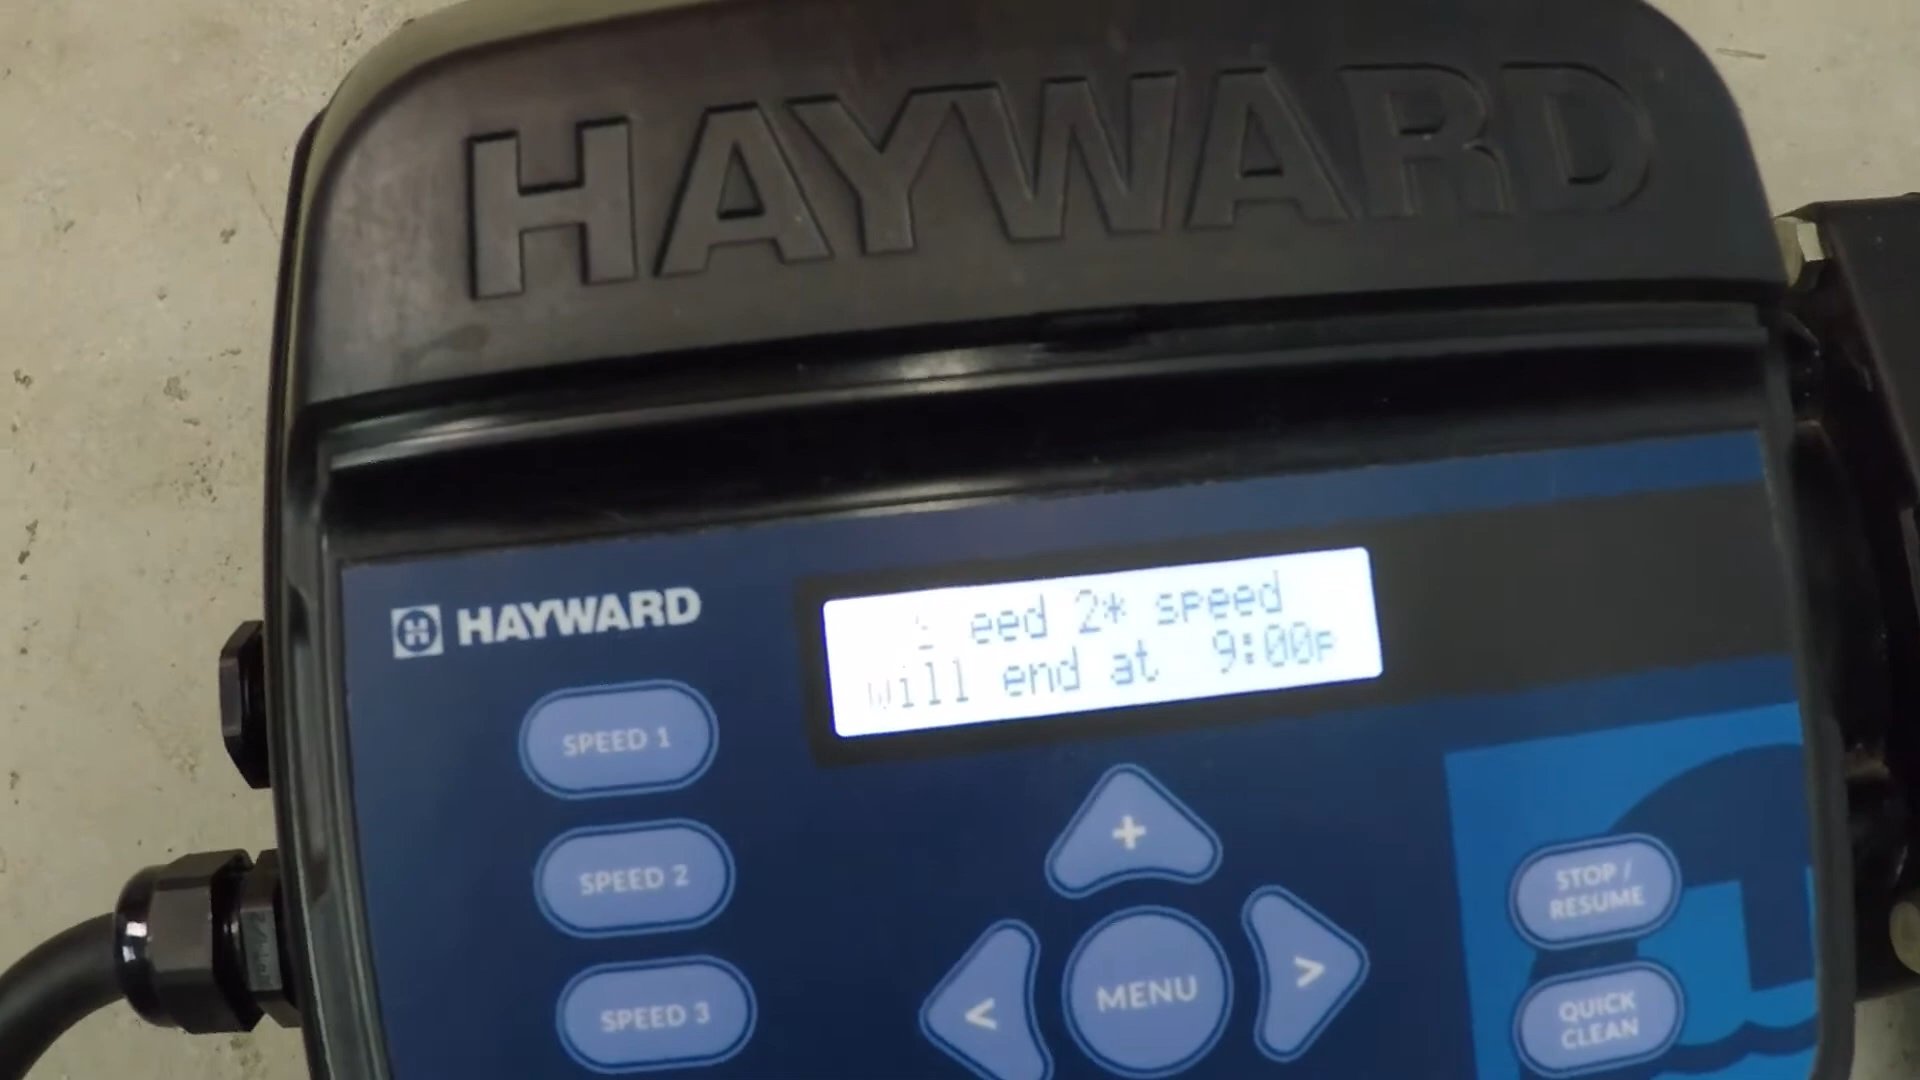 HAYWARD
HAYWARD
eed 2* speed
will end at 9:00p
SPEED 1
SPEED 2
SPEED 3
+
<
MENU
>
STOP /
RESUME
QUICK
CLEAN